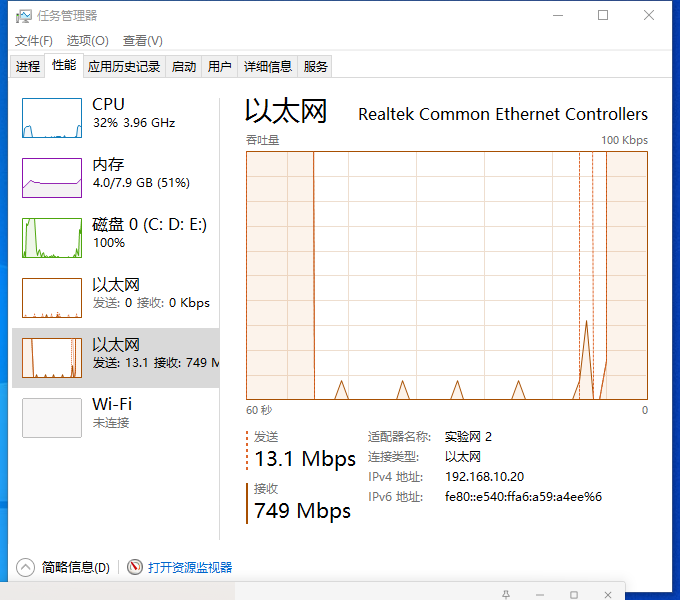 任务管理器
文件(F) 选项(O) 查看(V)
进程 性能 应用历史记录 启动 用户 详细信息 服务
CPU
32% 3.96 GHz
内存
4.0/7.9 GB (51%)
磁盘 0 (C: D: E:)
100%
以太网
发送: 0 接收: 0 Kbps
以太网
发送: 13.1 接收: 749 M
Wi-Fi
未连接
以太网 Realtek Common Ethernet Controllers
吞吐量 100 Kbps
60 秒 0
发送
13.1 Mbps
接收
749 Mbps
适配器名称: 实验网 2
连接类型: 以太网
IPv4 地址: 192.168.10.20
IPv6 地址: fe80::e540:ffa6:a59:a4ee%6
简略信息(D) 打开资源监视器